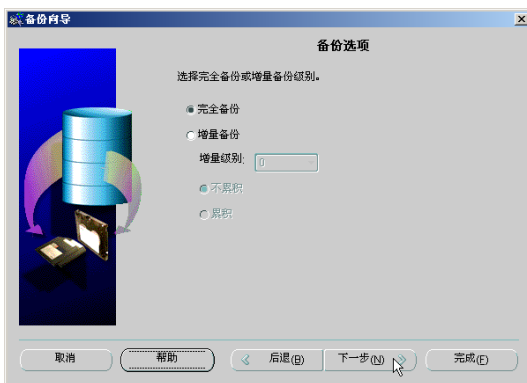 备份向导
备份选项
选择完全备份或增量备份级别。
完全备份
增量备份
增量级别: 0
不累积
累积
取消 帮助 后退(B) 下一步(N) 完成(F)